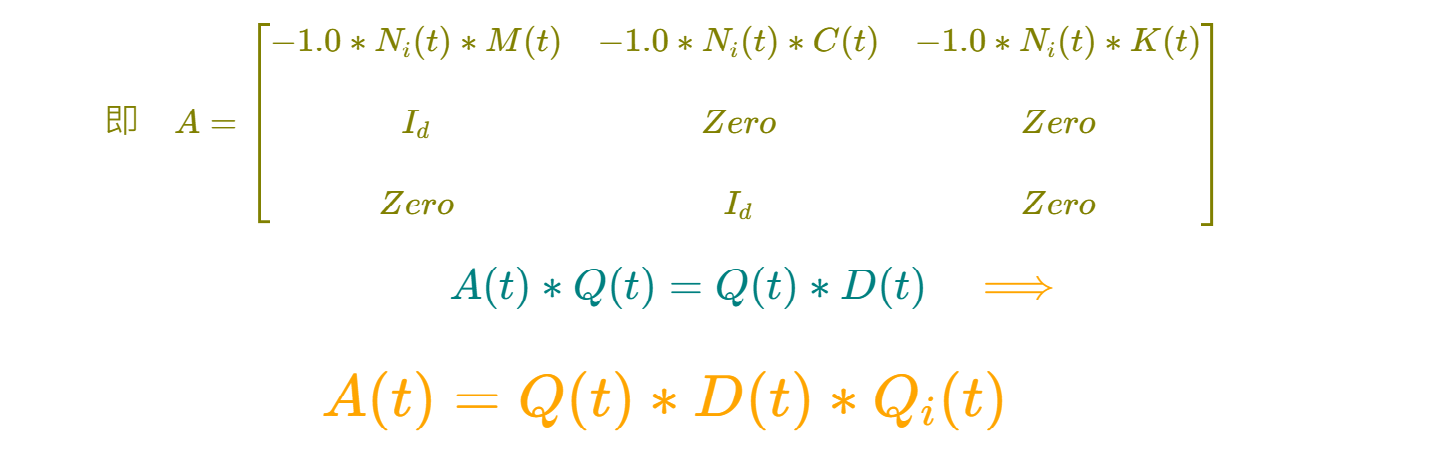 即 A = [ −1.0 ∗ N_i(t) ∗ M(t) −1.0 ∗ N_i(t) ∗ C(t) −1.0 ∗ N_i(t) ∗ K(t)
I_d Zero Zero
Zero I_d Zero ]
A(t) ∗ Q(t) = Q(t) ∗ D(t) ⟹
A(t) = Q(t) ∗ D(t) ∗ Q_i(t)